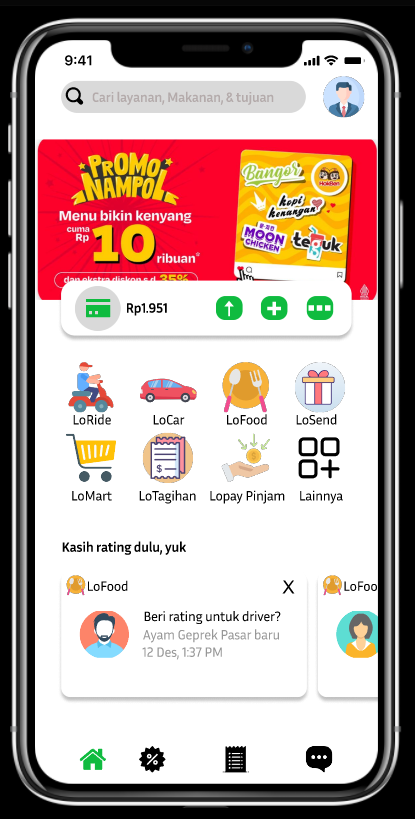 9:41
Cari layanan, Makanan, & tujuan
PROMO
NAMPOL
Menu bikin kenyang
cuma
Rp 10 ribuan*
dan ekstra diskon s.d 35%
Bangor
HokBen
kopi
kenangan
MOON
CHICKEN
teguk
Rp1.951
LoRide LoCar LoFood LoSend
LoMart LoTagihan Lopay Pinjam Lainnya
Kasih rating dulu, yuk
LoFood X
Beri rating untuk driver?
Ayam Geprek Pasar baru
12 Des, 1:37 PM
LoFoo